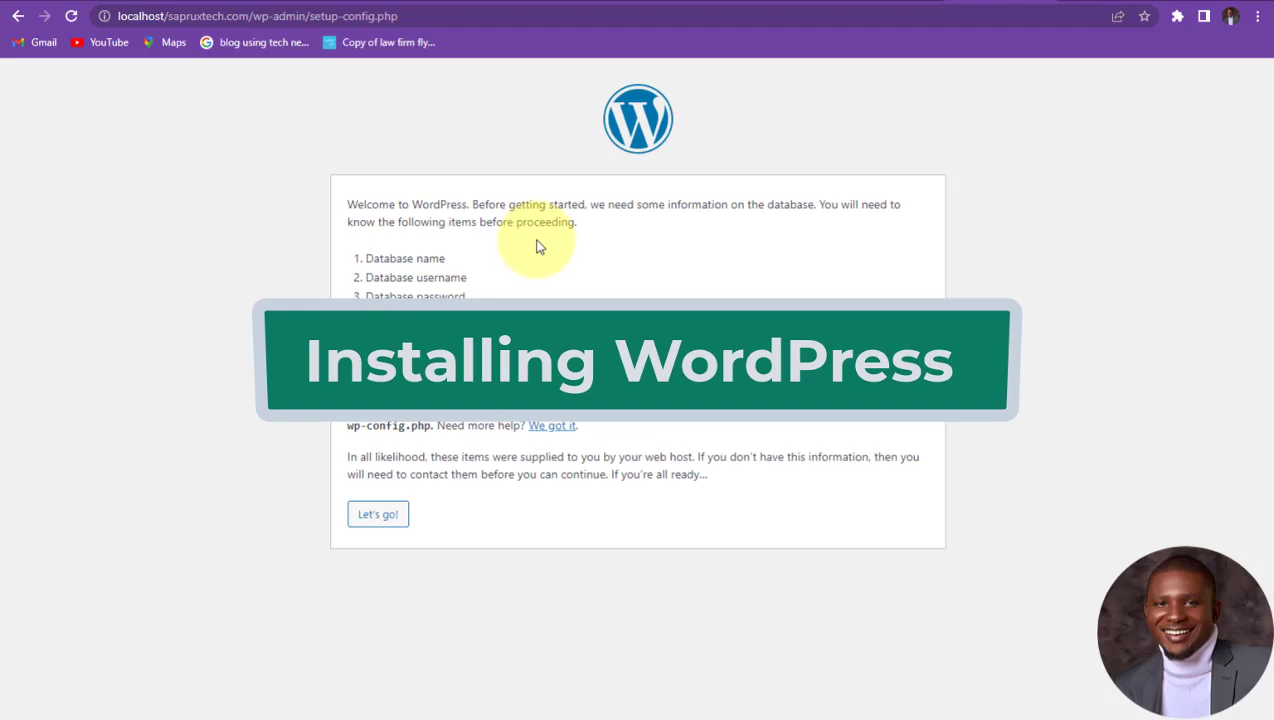 localhost/sapruxtech.com/wp-admin/setup-config.php
Gmail YouTube Maps blog using tech ne... Copy of law firm fly...
W
Welcome to WordPress. Before getting started, we need some information on the database. You will need to
know the following items before proceeding.
1. Database name
2. Database username
3. Database password
Installing WordPress
wp-config.php. Need more help? We got it.
In all likelihood, these items were supplied to you by your web host. If you don't have this information, then you
will need to contact them before you can continue. If you're all ready...
Let's go!